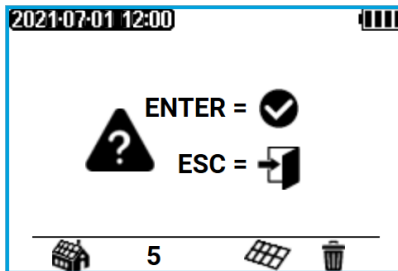 2021-07-01 12:00
ENTER =
?
ESC =
5